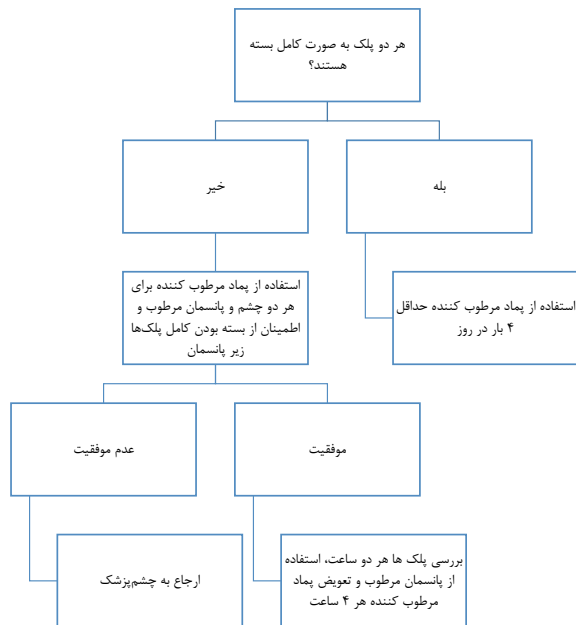 هر دو پلک به صورت کامل بسته
هستند؟
بله
خیر
استفاده از پماد مرطوب کننده حداقل
۴ بار در روز
استفاده از پماد مرطوب کننده برای
هر دو چشم و پانسمان مرطوب و
اطمینان از بسته بودن کامل پلک‌ها
زیر پانسمان
موفقیت
عدم موفقیت
بررسی پلک ها هر دو ساعت، استفاده
از پانسمان مرطوب و تعویض پماد
مرطوب کننده هر ۴ ساعت
ارجاع به چشم‌پزشک